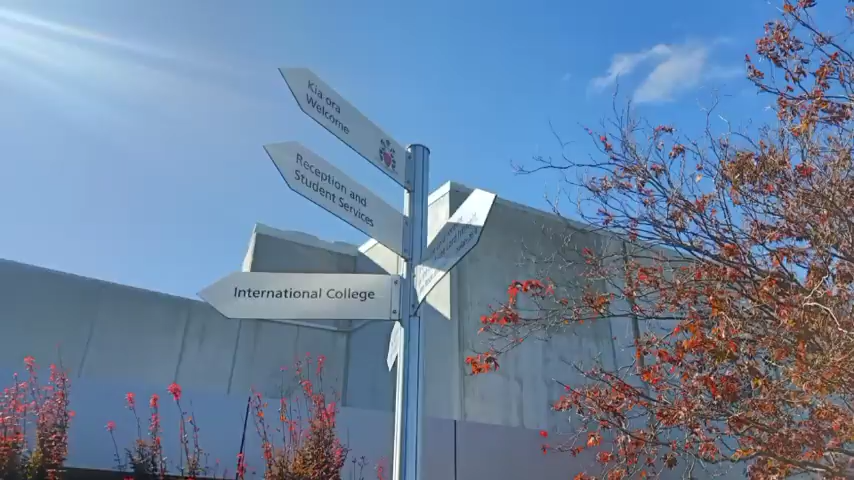 Kia ora
Welcome
Reception and
Student Services
International College